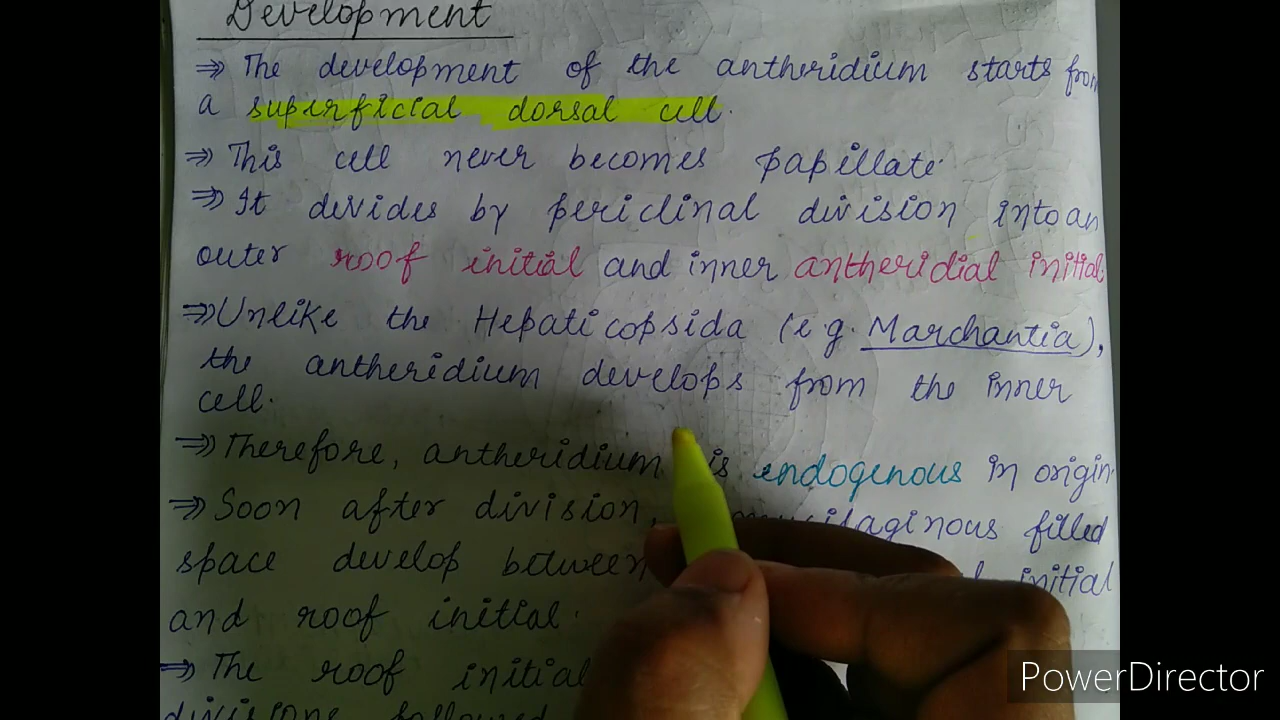 Development
⇒ The development of the antheridium starts from
a superficial dorsal cell.
⇒ This cell never becomes papillate.
⇒ It divides by periclinal division into an
outer roof initial and inner antheridial initial.
⇒ Unlike the Hepaticopsida (e.g. Marchantia),
the antheridium develops from the inner
cell.
⇒ Therefore, antheridium is endogenous in origin.
⇒ Soon after division, filled
space develop between initial
and roof initial.
⇒ The roof initial
followed
PowerDirector